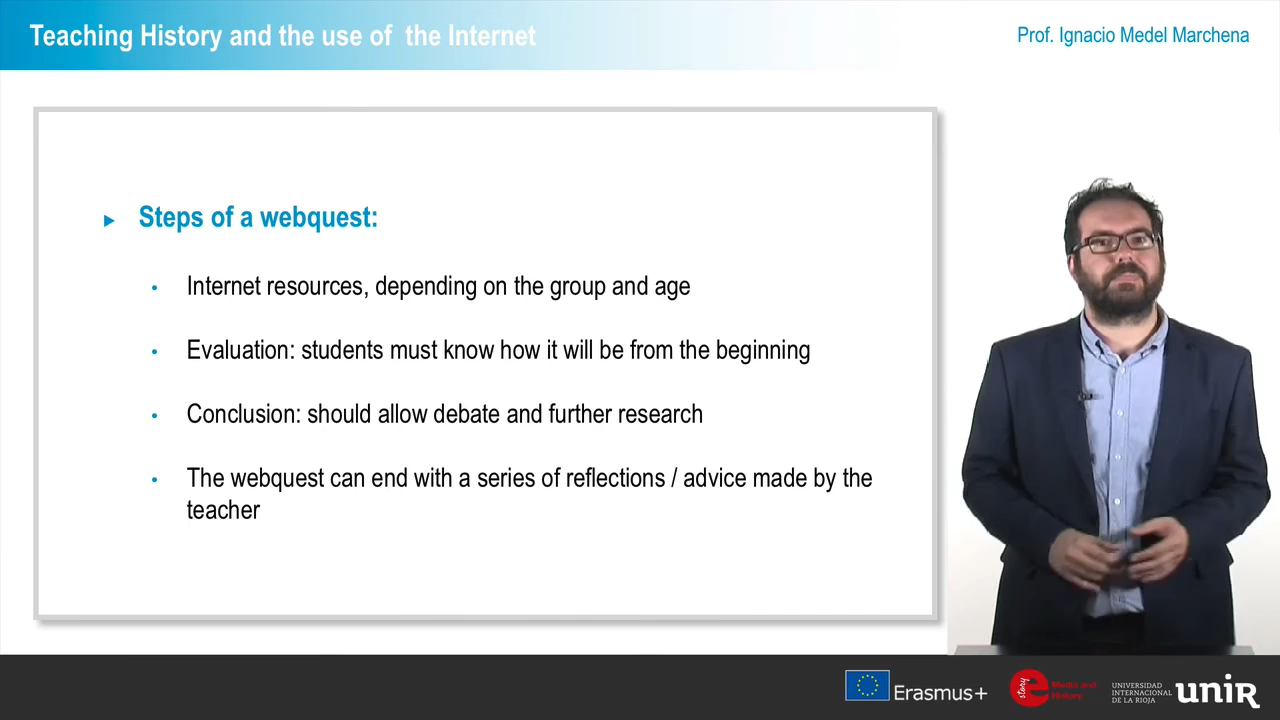 Teaching History and the use of the Internet
Prof. Ignacio Medel Marchena
Steps of a webquest:
Internet resources, depending on the group and age
Evaluation: students must know how it will be from the beginning
Conclusion: should allow debate and further research
The webquest can end with a series of reflections / advice made by the
teacher
Erasmus+
e
story
Media and
History
UNIVERSIDAD
INTERNACIONAL
DE LA RIOJA
unir